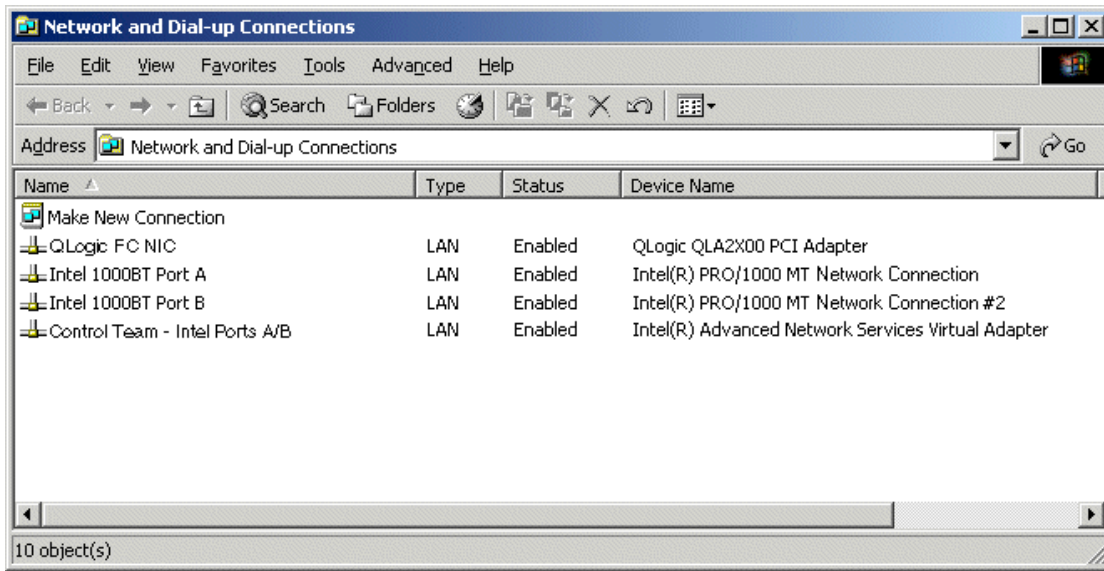 Network and Dial-up Connections
File Edit View Favorites Tools Advanced Help
Back Search Folders
Address Network and Dial-up Connections Go
Name Type Status Device Name
Make New Connection
QLogic FC NIC LAN Enabled QLogic QLA2X00 PCI Adapter
Intel 1000BT Port A LAN Enabled Intel(R) PRO/1000 MT Network Connection
Intel 1000BT Port B LAN Enabled Intel(R) PRO/1000 MT Network Connection #2
Control Team - Intel Ports A/B LAN Enabled Intel(R) Advanced Network Services Virtual Adapter
10 object(s)